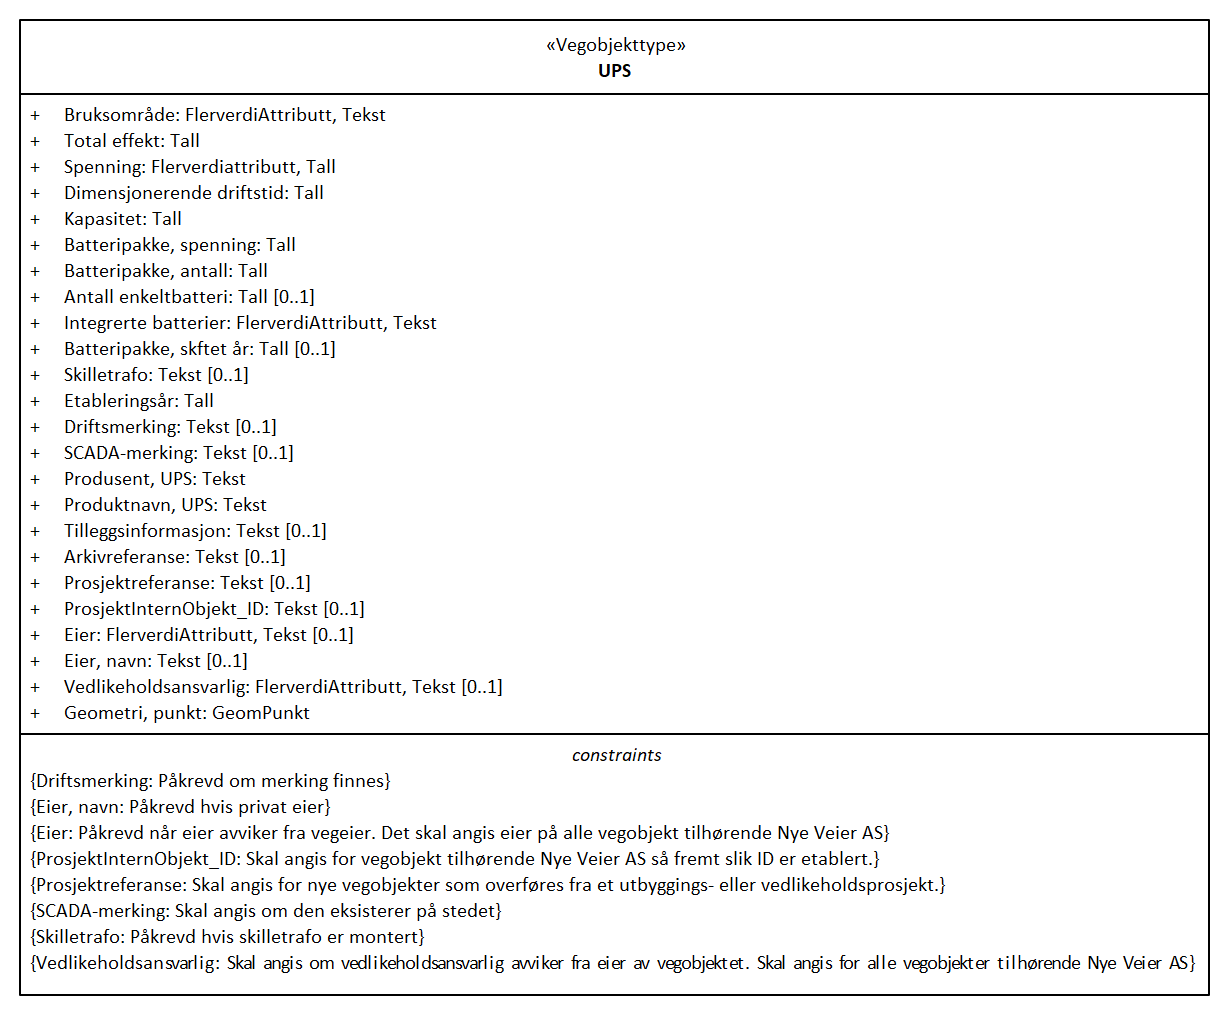 «Vegobjekttype»
UPS
+ Bruksområde: FlerverdiAttributt, Tekst
+ Total effekt: Tall
+ Spenning: Flerverdiattributt, Tall
+ Dimensjonerende driftstid: Tall
+ Kapasitet: Tall
+ Batteripakke, spenning: Tall
+ Batteripakke, antall: Tall
+ Antall enkeltbatteri: Tall [0..1]
+ Integrerte batterier: FlerverdiAttributt, Tekst
+ Batteripakke, skftet år: Tall [0..1]
+ Skilletrafo: Tekst [0..1]
+ Etableringsår: Tall
+ Driftsmerking: Tekst [0..1]
+ SCADA-merking: Tekst [0..1]
+ Produsent, UPS: Tekst
+ Produktnavn, UPS: Tekst
+ Tilleggsinformasjon: Tekst [0..1]
+ Arkivreferanse: Tekst [0..1]
+ Prosjektreferanse: Tekst [0..1]
+ ProsjektInternObjekt_ID: Tekst [0..1]
+ Eier: FlerverdiAttributt, Tekst [0..1]
+ Eier, navn: Tekst [0..1]
+ Vedlikeholdsansvarlig: FlerverdiAttributt, Tekst [0..1]
+ Geometri, punkt: GeomPunkt
constraints
{Driftsmerking: Påkrevd om merking finnes}
{Eier, navn: Påkrevd hvis privat eier}
{Eier: Påkrevd når eier avviker fra vegeier. Det skal angis eier på alle vegobjekt tilhørende Nye Veier AS}
{ProsjektInternObjekt_ID: Skal angis for vegobjekt tilhørende Nye Veier AS så fremt slik ID er etablert.}
{Prosjektreferanse: Skal angis for nye vegobjekter som overføres fra et utbyggings- eller vedlikeholdsprosjekt.}
{SCADA-merking: Skal angis om den eksisterer på stedet}
{Skilletrafo: Påkrevd hvis skilletrafo er montert}
{Vedlikeholdsansvarlig: Skal angis om vedlikeholdsansvarlig avviker fra eier av vegobjektet. Skal angis for alle vegobjekter tilhørende Nye Veier AS}